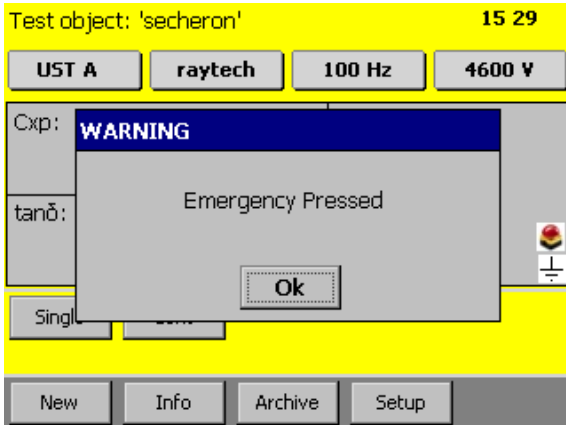 Test object: 'secheron' 15 29
UST A raytech 100 Hz 4600 V
Cxp:
WARNING
Emergency Pressed
tanδ:
Ok
New Info Archive Setup